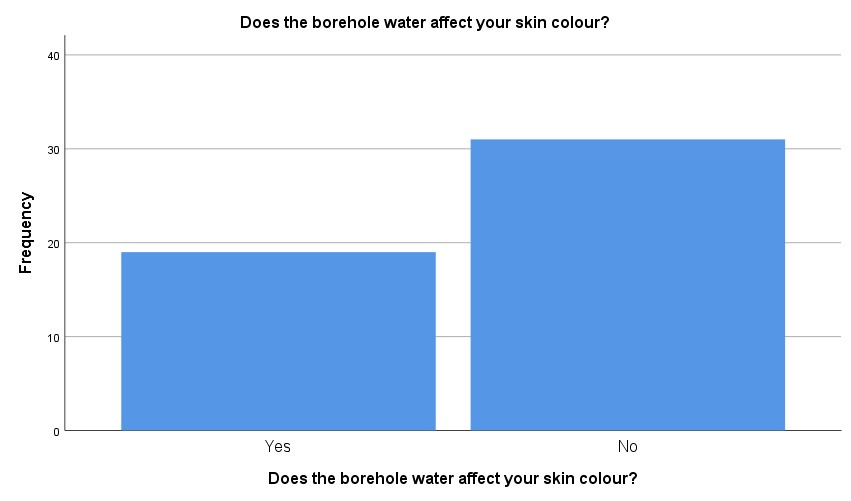 Does the borehole water affect your skin colour?
40
30
20
10
0
Frequency
Yes No
Does the borehole water affect your skin colour?